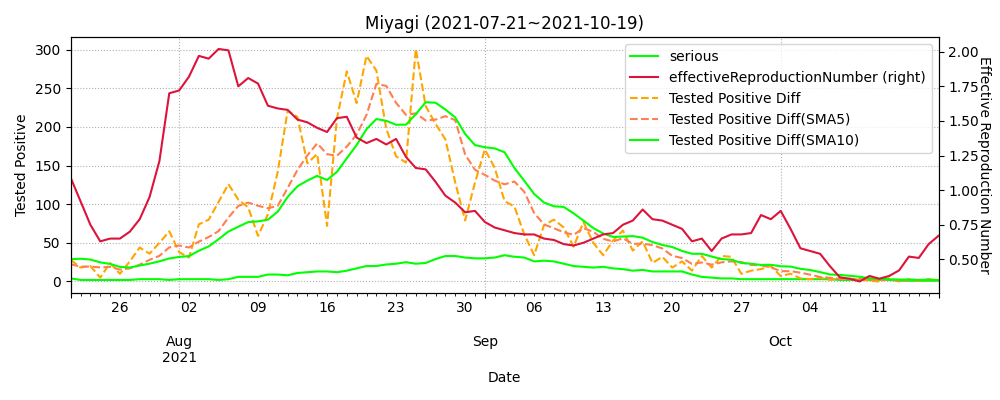 Miyagi (2021-07-21~2021-10-19)
300
250
200
150
100
50
0
Tested Positive
serious
effectiveReproductionNumber (right)
Tested Positive Diff
Tested Positive Diff(SMA5)
Tested Positive Diff(SMA10)
2.00
1.75
1.50
1.25
1.00
0.75
0.50
Effective Reproduction Number
26 02 09 16 23 30 06 13 20 27 04 11
Aug Sep Oct
2021
Date